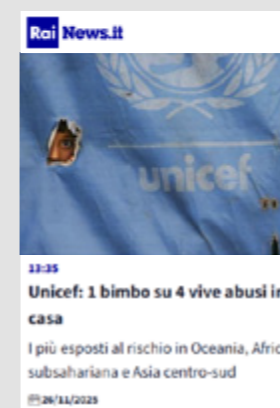 Rai News.it
unicef
13:35
Unicef: 1 bimbo su 4 vive abusi in
casa
I più esposti al rischio in Oceania, Afric
subsahariana e Asia centro-sud
26/11/2025